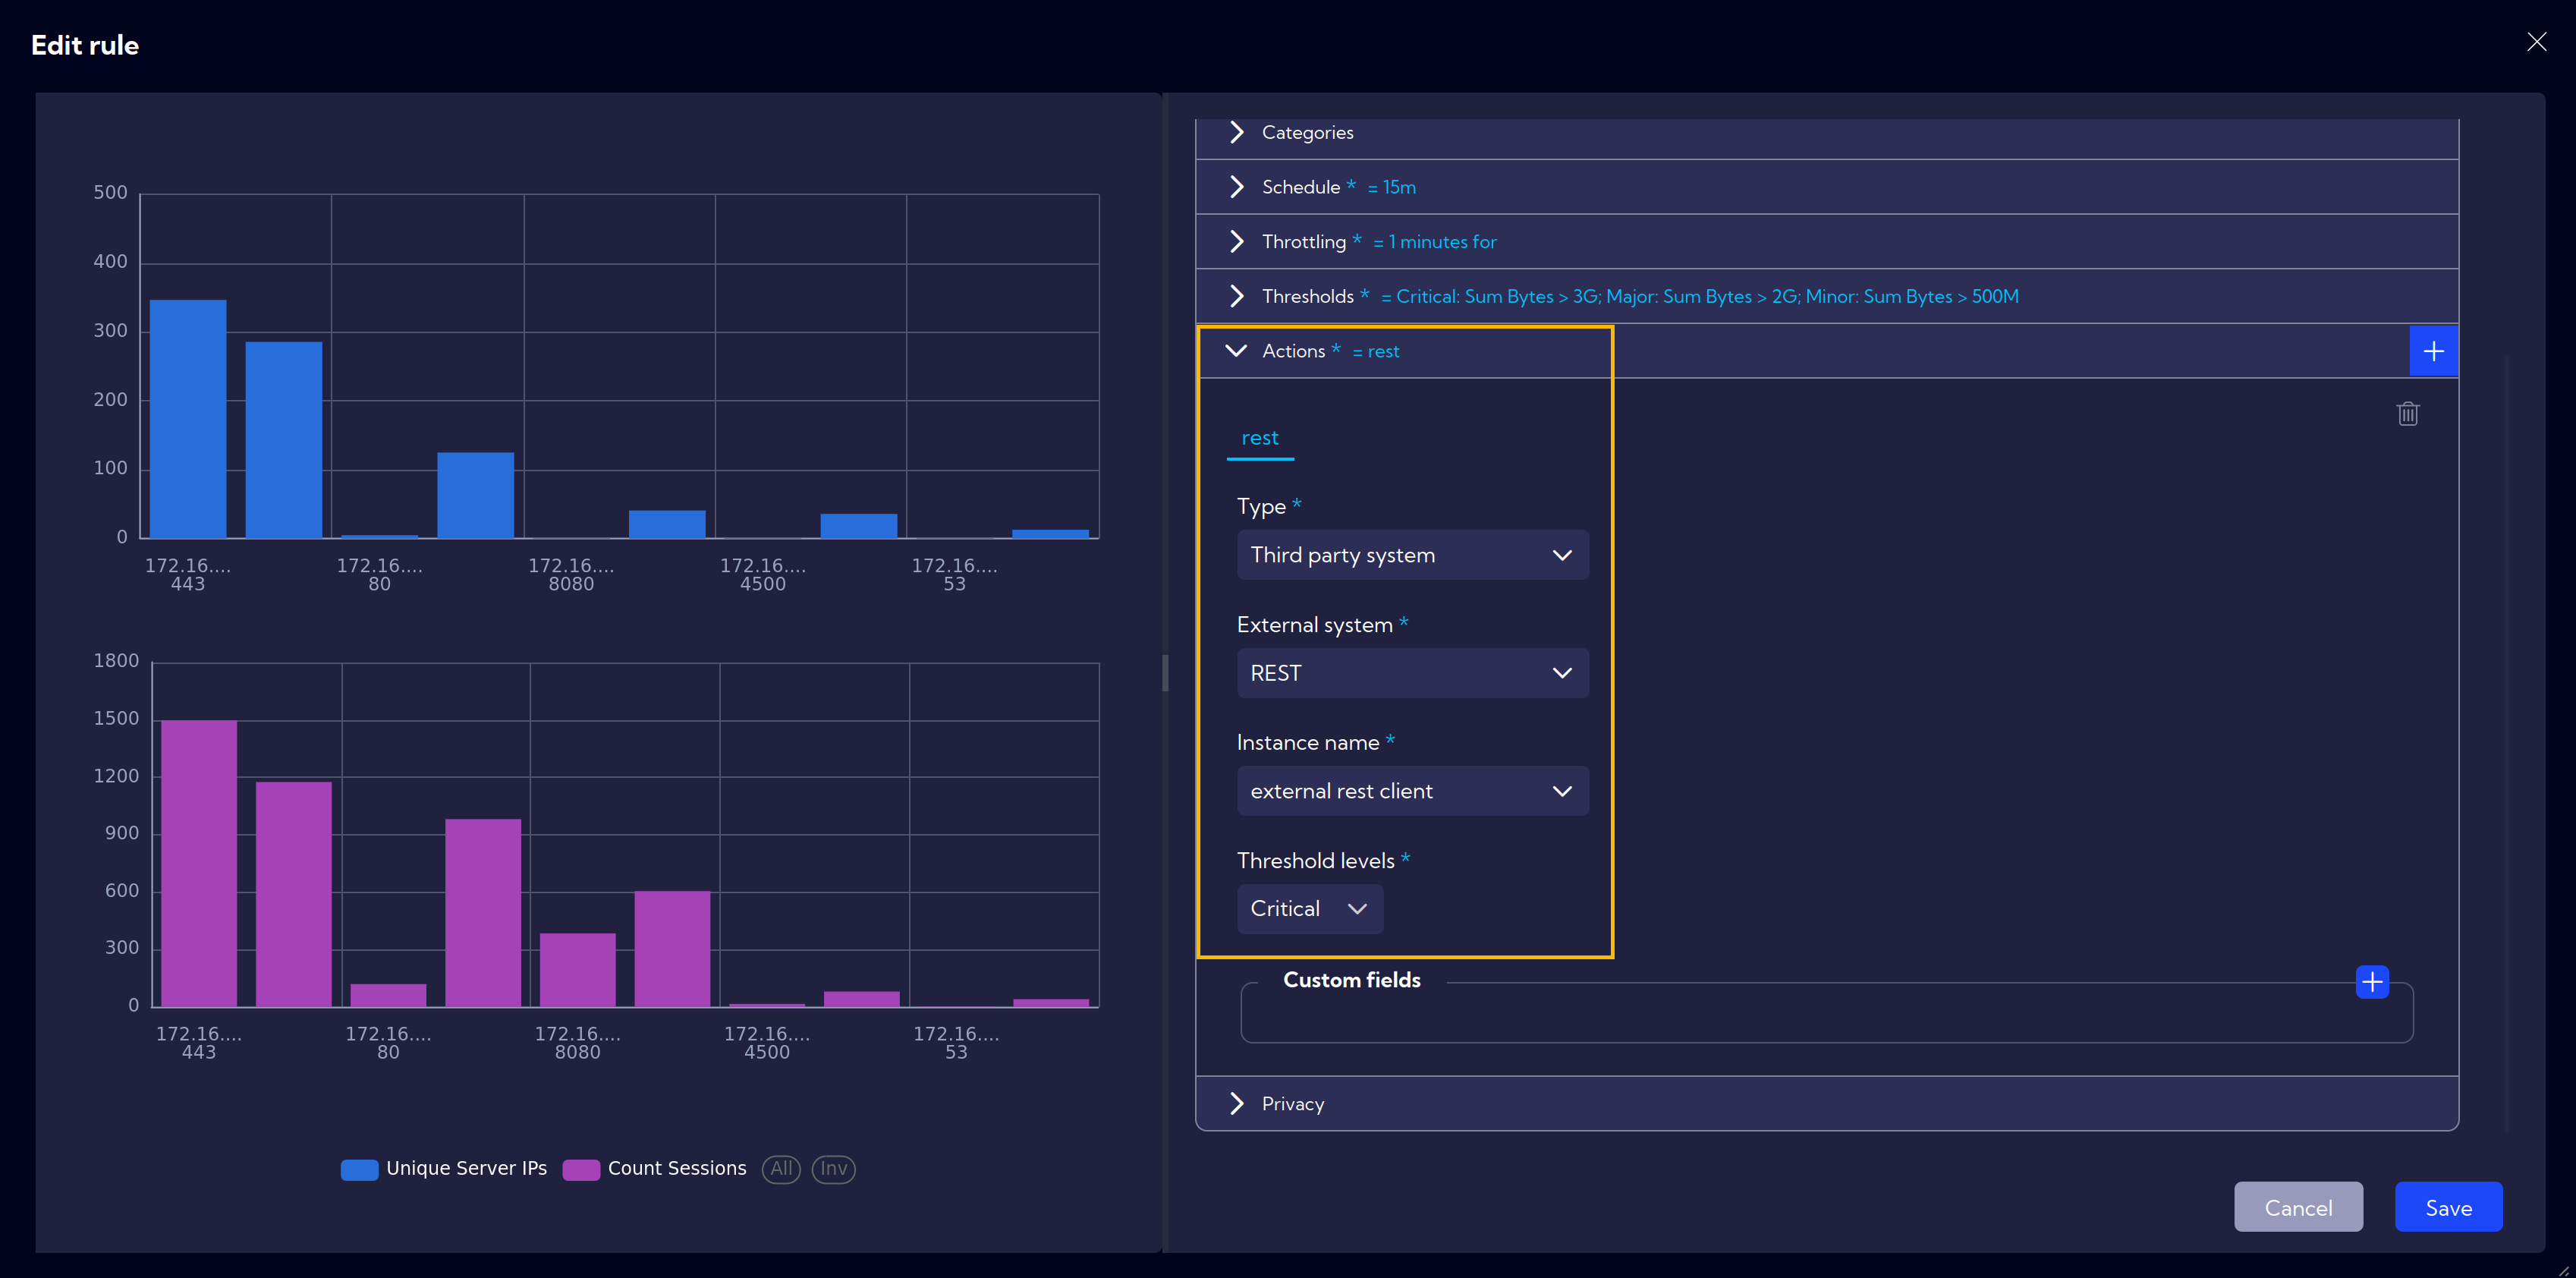 Edit rule
500
400
300
200
100
0
172.16.... 172.16.... 172.16.... 172.16.... 172.16....
443 80 8080 4500 53
1800
1500
1200
900
600
300
0
172.16.... 172.16.... 172.16.... 172.16.... 172.16....
443 80 8080 4500 53
Unique Server IPs Count Sessions All Inv
Categories
Schedule * = 15m
Throttling * = 1 minutes for
Thresholds * = Critical: Sum Bytes > 3G; Major: Sum Bytes > 2G; Minor: Sum Bytes > 500M
Actions * = rest
rest
Type *
Third party system
External system *
REST
Instance name *
external rest client
Threshold levels *
Critical
Custom fields
Privacy
Cancel Save